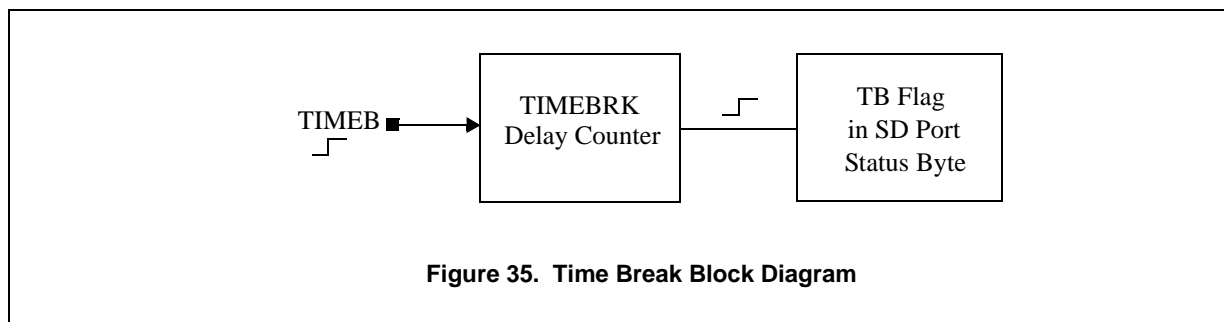 TIMEB
TIMEBRK
Delay Counter
TB Flag
in SD Port
Status Byte
Figure 35. Time Break Block Diagram